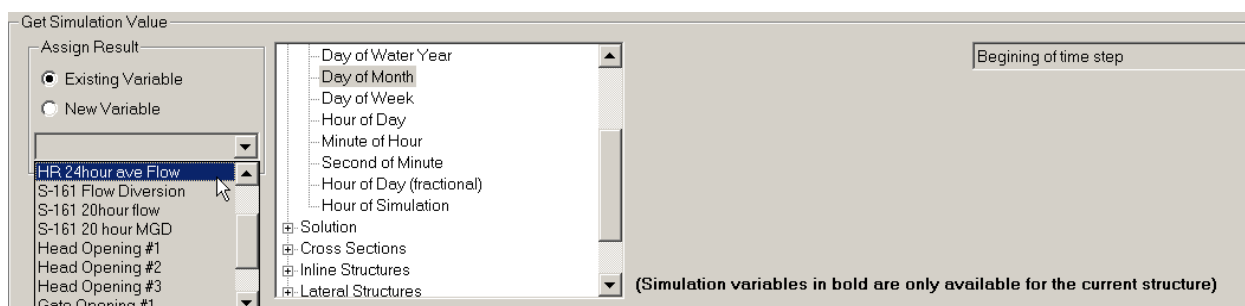 Get Simulation Value
Assign Result
Existing Variable
New Variable
HR 24hour ave Flow
S-161 Flow Diversion
S-161 20hour flow
S-161 20 hour MGD
Head Opening #1
Head Opening #2
Head Opening #3
Gate Opening #1
Day of Water Year
Day of Month
Day of Week
Hour of Day
Minute of Hour
Second of Minute
Hour of Day (fractional)
Hour of Simulation
Solution
Cross Sections
Inline Structures
Lateral Structures
Begining of time step
(Simulation variables in bold are only available for the current structure)